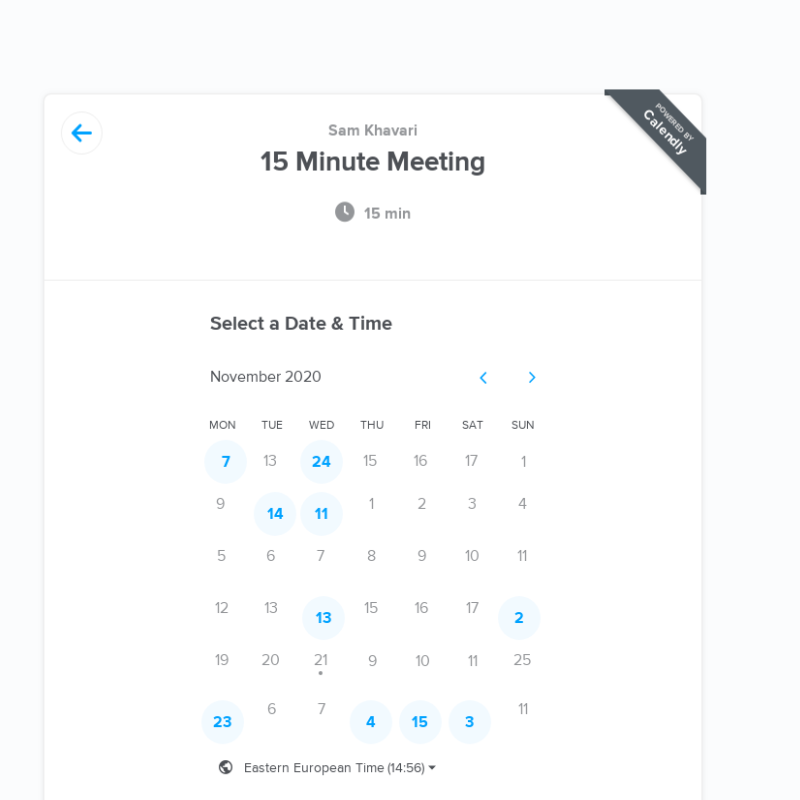 POWERED BY
Calendly
Sam Khavari
15 Minute Meeting
15 min
Select a Date & Time
November 2020
MON TUE WED THU FRI SAT SUN
7 13 24 15 16 17 1
9 14 11 1 2 3 4
5 6 7 8 9 10 11
12 13 13 15 16 17 2
19 20 21 9 10 11 25
23 6 7 4 15 3 11
Eastern European Time (14:56)